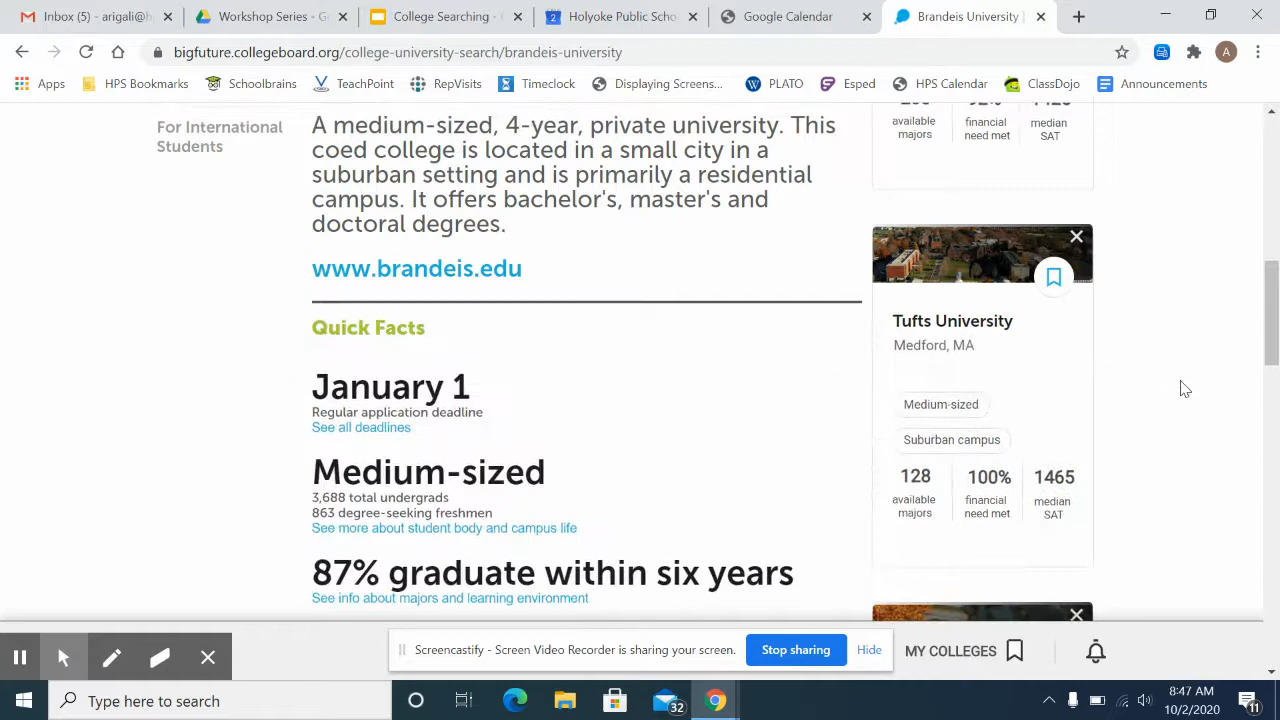 Inbox (5) - arigali@h
Workshop Series - G
College Searching -
2
Holyoke Public Scho
Google Calendar
Brandeis University |
bigfuture.collegeboard.org/college-university-search/brandeis-university
A
Apps
HPS Bookmarks
Schoolbrains
TeachPoint
RepVisits
Timeclock
Displaying Screens...
PLATO
Esped
HPS Calendar
ClassDojo
Announcements
For International
Students
A medium-sized, 4-year, private university. This
coed college is located in a small city in a
suburban setting and is primarily a residential
campus. It offers bachelor's, master's and
doctoral degrees.
www.brandeis.edu
Quick Facts
January 1
Regular application deadline
See all deadlines
Medium-sized
3,688 total undergrads
863 degree-seeking freshmen
See more about student body and campus life
87% graduate within six years
See info about majors and learning environment
available
majors
financial
need met
median
SAT
Tufts University
Medford, MA
Medium-sized
Suburban campus
128
available
majors
100%
financial
need met
1465
median
SAT
Screencastify - Screen Video Recorder is sharing your screen.
Stop sharing
Hide
MY COLLEGES
Type here to search
32
8:47 AM
10/2/2020
11